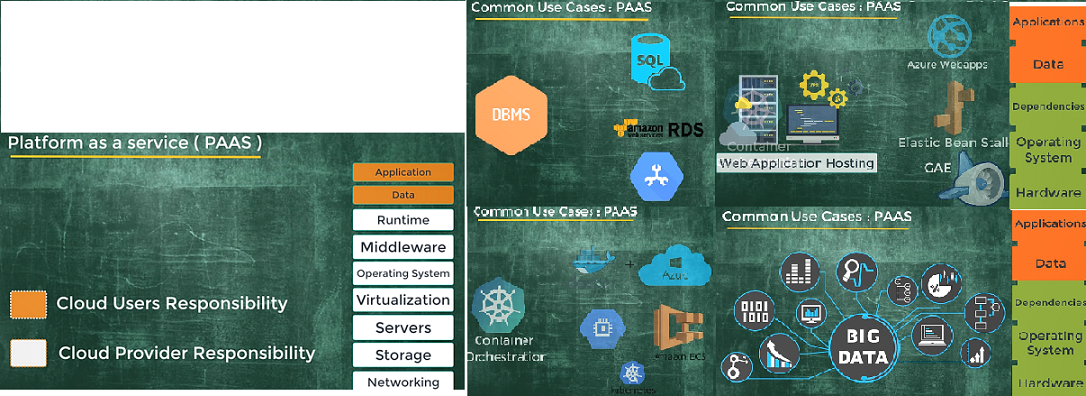 Platform as a service ( PAAS )
Application
Data
Runtime
Middleware
Operating System
Virtualization
Servers
Storage
Networking
Cloud Users Responsibility
Cloud Provider Responsibility
Common Use Cases : PAAS
SQL
DBMS
amazon
RDS
Common Use Cases : PAAS
Azure Webapps
Container
Web Application Hosting
Elastic Bean Stall
GAE
Applications
Data
Dependencies
Operating
System
Hardware
Common Use Cases : PAAS
Azure
Container
Orchestration
Amazon ECS
kubernetes
Common Use Cases : PAAS
0101
1010
BIG
DATA
Applications
Data
Dependencies
Operating
System
Hardware